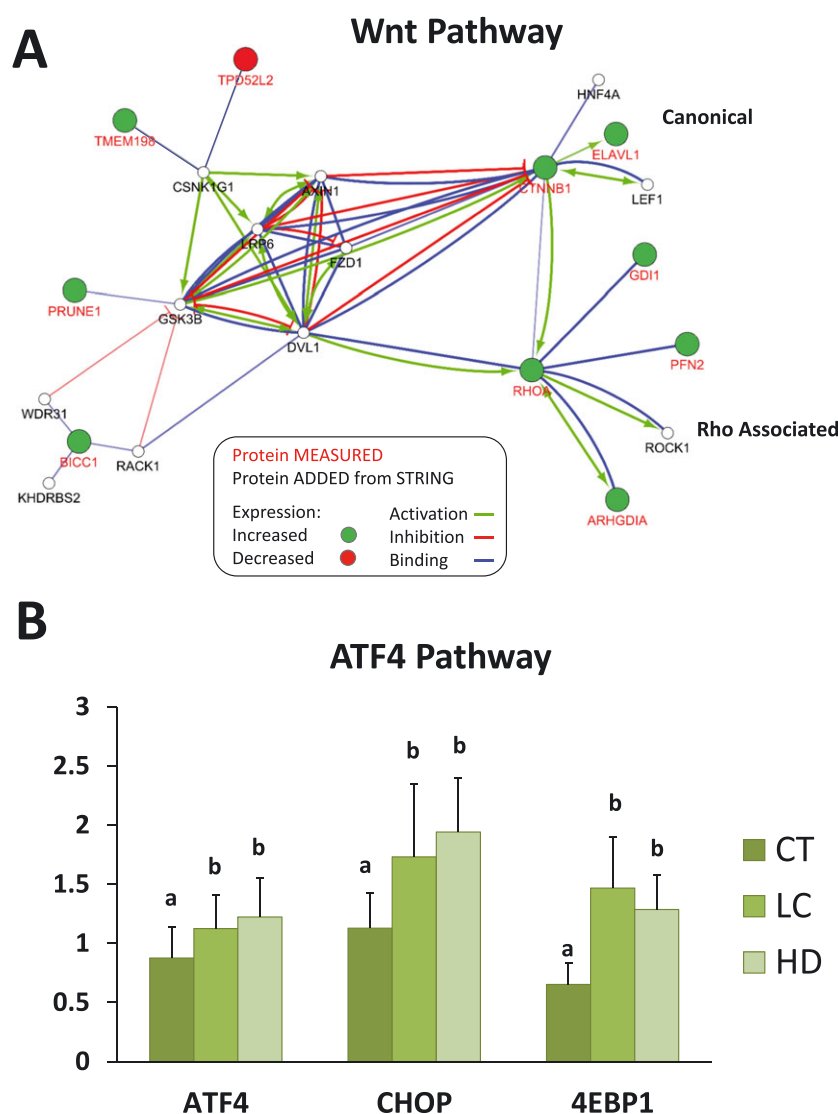 A
Wnt Pathway
TPD52L2
HNF4A
Canonical
TMEM198
ELAVL1
CSNK1G1
AXIN1
CTNNB1
LEF1
LRP6
FZD1
GDI1
PRUNE1
GSK3B
DVL1
PFN2
RHOA
WDR31
Rho Associated
ROCK1
BICC1
RACK1
KHDRBS2
ARHGDIA
Protein MEASURED
Protein ADDED from STRING
Expression:
Activation
Increased
Inhibition
Decreased
Binding
B
ATF4 Pathway
3
2.5
2
1.5
1
0.5
0
a
b
b
a
b
b
a
b
b
CT
LC
HD
ATF4
CHOP
4EBP1